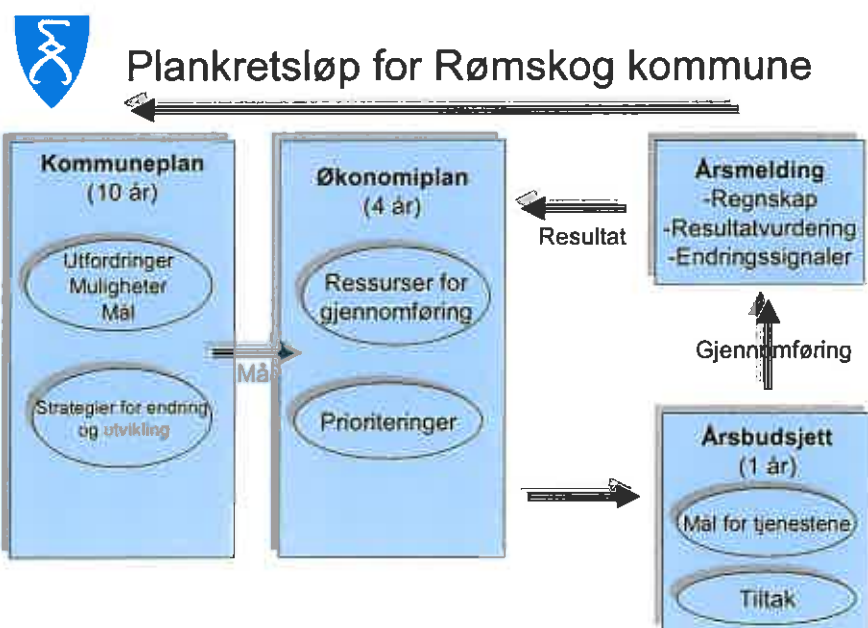 Plankretsløp for Rømskog kommune
Kommuneplan
(10 år)
Utfordringer
Muligheter
Mål
Strategier for endring
og utvikling
Mål
Økonomiplan
(4 år)
Ressurser for
gjennomføring
Prioriteringer
Resultat
Årsmelding
-Regnskap
-Resultatvurdering
-Endringssignaler
Gjennomføring
Årsbudsjett
(1 år)
Mål for tjenestene
Tiltak